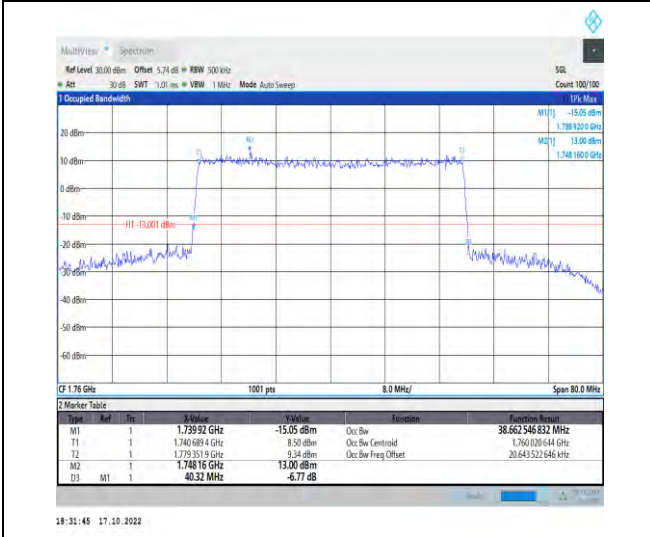 MultiView Spectrum
Ref Level 30.00 dBm Offset 5.74 dB RBW 500 kHz SGL
Att 30 dB SWT 1.01 ms VBW 1 MHz Mode Auto Sweep Count 100/100
1 Occupied Bandwidth 1Pk Max
M1[1] -15.05 dBm
1.739 920 0 GHz
M2[1] 13.00 dBm
1.748 160 0 GHz
20 dBm
M2
T1 T2
10 dBm
0 dBm
-10 dBm
M1
H1 -13.001 dBm
-20 dBm
D3
-30 dBm
-40 dBm
-50 dBm
-60 dBm
CF 1.76 GHz 1001 pts 8.0 MHz/ Span 80.0 MHz
2 Marker Table
Type Ref Trc X-Value Y-Value Function Function Result
M1 1 1.739 92 GHz -15.05 dBm Occ Bw 38.662 546 832 MHz
T1 1 1.740 689 4 GHz 8.50 dBm Occ Bw Centroid 1.760 020 644 GHz
T2 1 1.779 351 9 GHz 9.34 dBm Occ Bw Freq Offset 20.643 522 646 kHz
M2 1 1.748 16 GHz 13.00 dBm
D3 M1 1 40.32 MHz -6.77 dB
18:31:45 17.10.2022